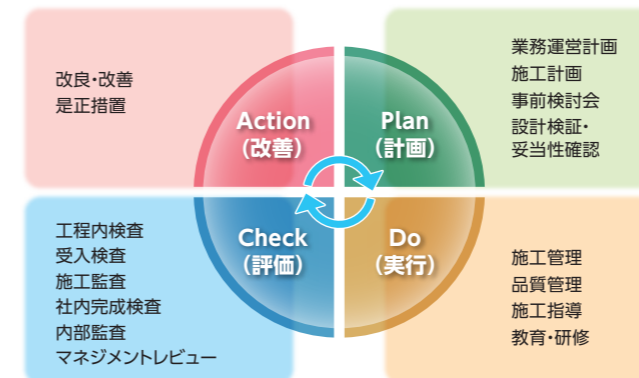 改良・改善
是正措置
Action
(改善)
Plan
(計画)
業務運営計画
施工計画
事前検討会
設計検証・
妥当性確認
工程内検査
受入検査
施工監査
社内完成検査
内部監査
マネジメントレビュー
Check
(評価)
Do
(実行)
施工管理
品質管理
施工指導
教育・研修